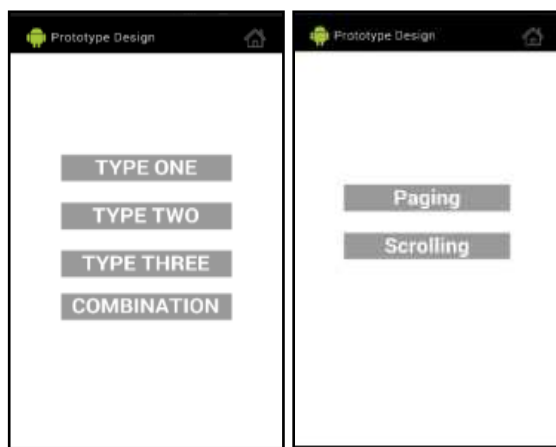 Prototype Design
TYPE ONE
TYPE TWO
TYPE THREE
COMBINATION
Prototype Design
Paging
Scrolling